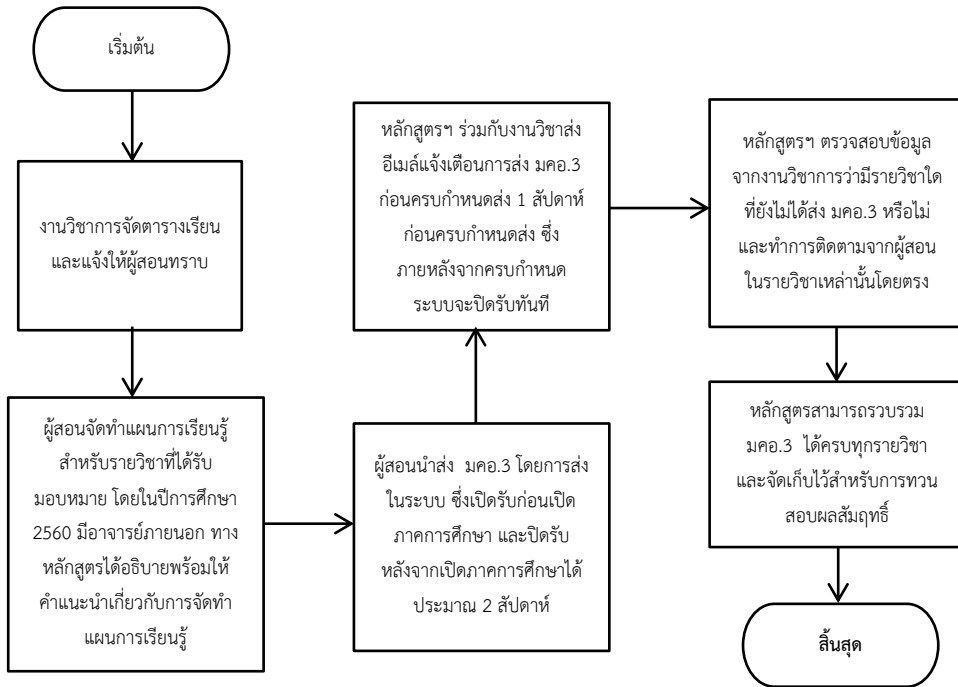 เริ่มต้น
งานวิชาการจัดตารางเรียน
และแจ้งให้ผู้สอนทราบ
ผู้สอนจัดทำแผนการเรียนรู้
สำหรับรายวิชาที่ได้รับ
มอบหมาย โดยในปีการศึกษา
2560 มีอาจารย์ภายนอก ทาง
หลักสูตรได้อธิบายพร้อมให้
คำแนะนำเกี่ยวกับการจัดทำ
แผนการเรียนรู้
ผู้สอนนำส่ง มคอ.3 โดยการส่ง
ในระบบ ซึ่งเปิดรับก่อนเปิด
ภาคการศึกษา และปิดรับ
หลังจากเปิดภาคการศึกษาได้
ประมาณ 2 สัปดาห์
หลักสูตรฯ ร่วมกับงานวิชาส่ง
อีเมล์แจ้งเตือนการส่ง มคอ.3
ก่อนครบกำหนดส่ง 1 สัปดาห์
ก่อนครบกำหนดส่ง ซึ่ง
ภายหลังจากครบกำหนด
ระบบจะปิดรับทันที
หลักสูตรฯ ตรวจสอบข้อมูล
จากงานวิชาการว่ามีรายวิชาใด
ที่ยังไม่ได้ส่ง มคอ.3 หรือไม่
และทำการติดตามจากผู้สอน
ในรายวิชาเหล่านั้นโดยตรง
หลักสูตรสามารถรวบรวม
มคอ.3 ได้ครบทุกรายวิชา
และจัดเก็บไว้สำหรับการทวน
สอบผลสัมฤทธิ์
สิ้นสุด